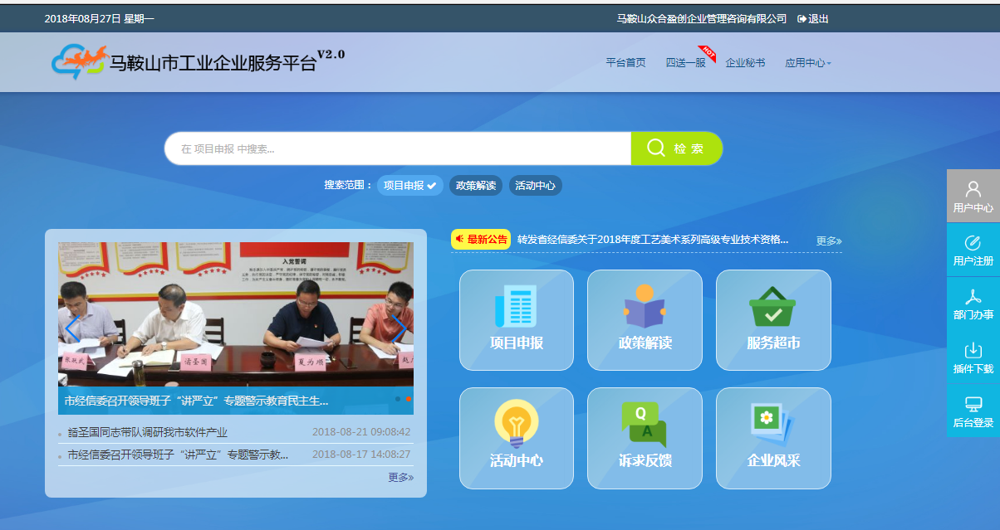 2018年08月27日 星期一
马鞍山众合盈创企业管理咨询有限公司 退出
马鞍山市工业企业服务平台V2.0
平台首页 四送一服 HOT 企业秘书 应用中心
在 项目申报 中搜索...
检 索
搜索范围： 项目申报 政策解读 活动中心
用户中心
用户注册
部门办事
插件下载
后台登录
最新公告 转发省经信委关于2018年度工艺美术系列高级专业技术资格... 更多»
入党誓词
夏为顺
市经信委召开领导班子“讲严立”专题警示教育民主生...
项目申报
政策解读
服务超市
Q
A
活动中心
诉求反馈
企业风采
㿱圣国同志带队调研我市软件产业 2018-08-21 09:08:42
市经信委召开领导班子“讲严立”专题警示教... 2018-08-17 14:08:27
更多»